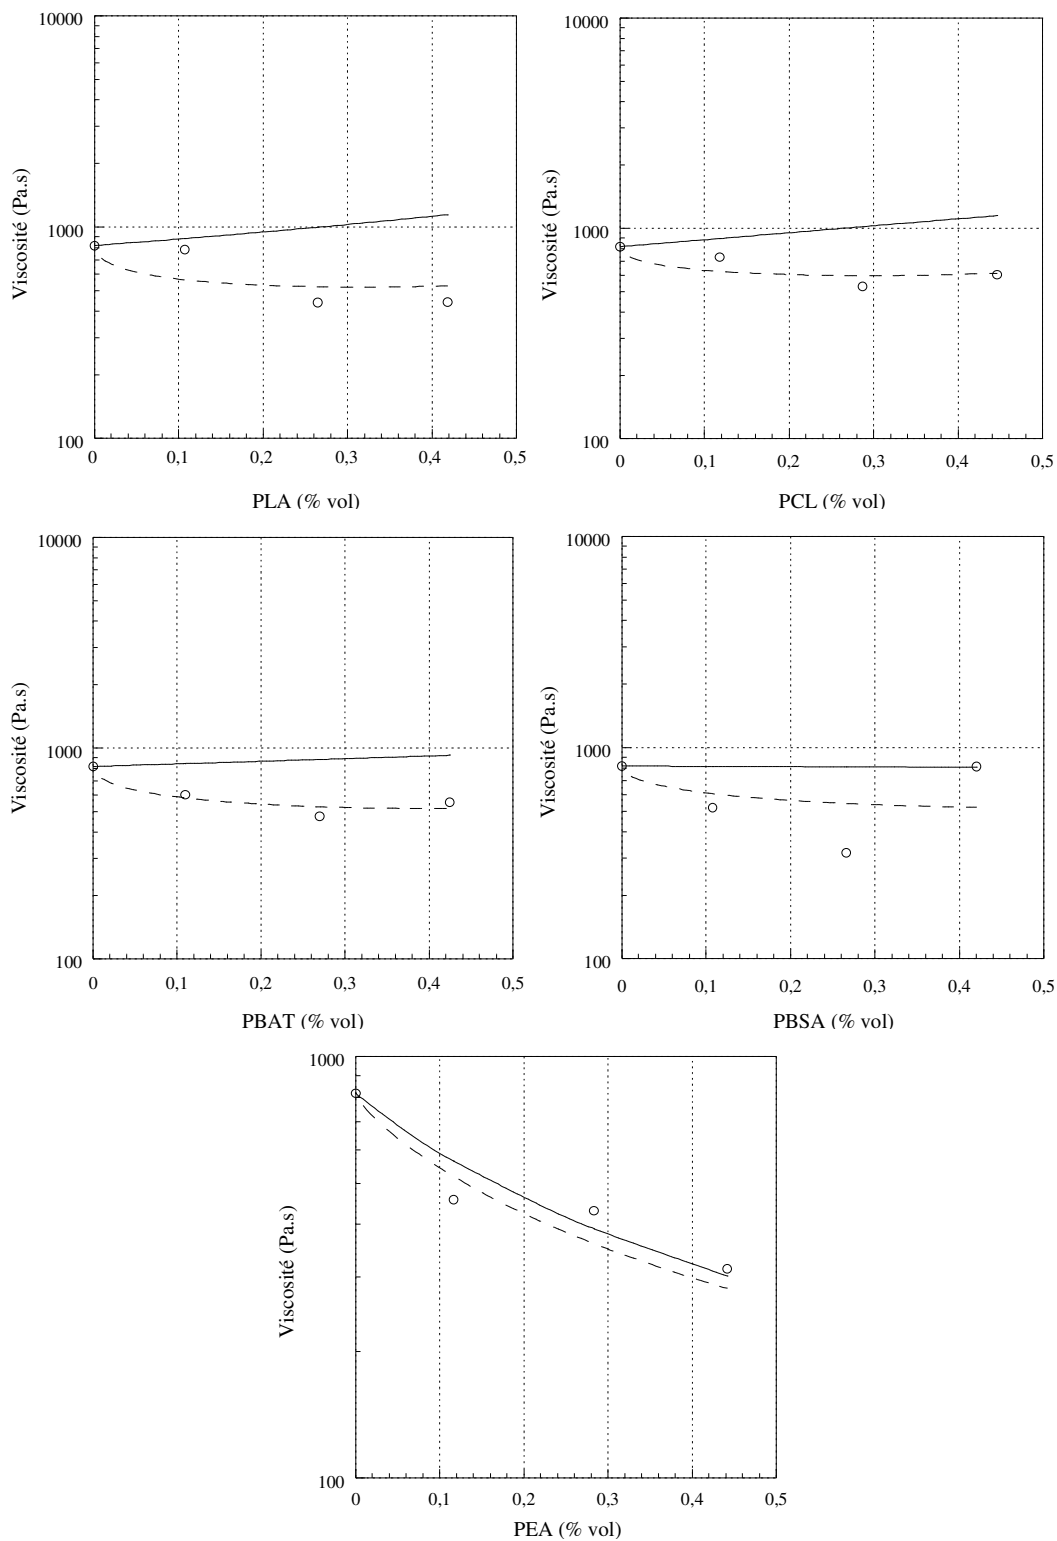 10000
1000
100
Viscosité (Pa.s)
0 0,1 0,2 0,3 0,4 0,5
PLA (% vol)
10000
1000
100
Viscosité (Pa.s)
0 0,1 0,2 0,3 0,4 0,5
PCL (% vol)
10000
1000
100
Viscosité (Pa.s)
0 0,1 0,2 0,3 0,4 0,5
PBAT (% vol)
10000
1000
100
Viscosité (Pa.s)
0 0,1 0,2 0,3 0,4 0,5
PBSA (% vol)
1000
100
Viscosité (Pa.s)
0 0,1 0,2 0,3 0,4 0,5
PEA (% vol)